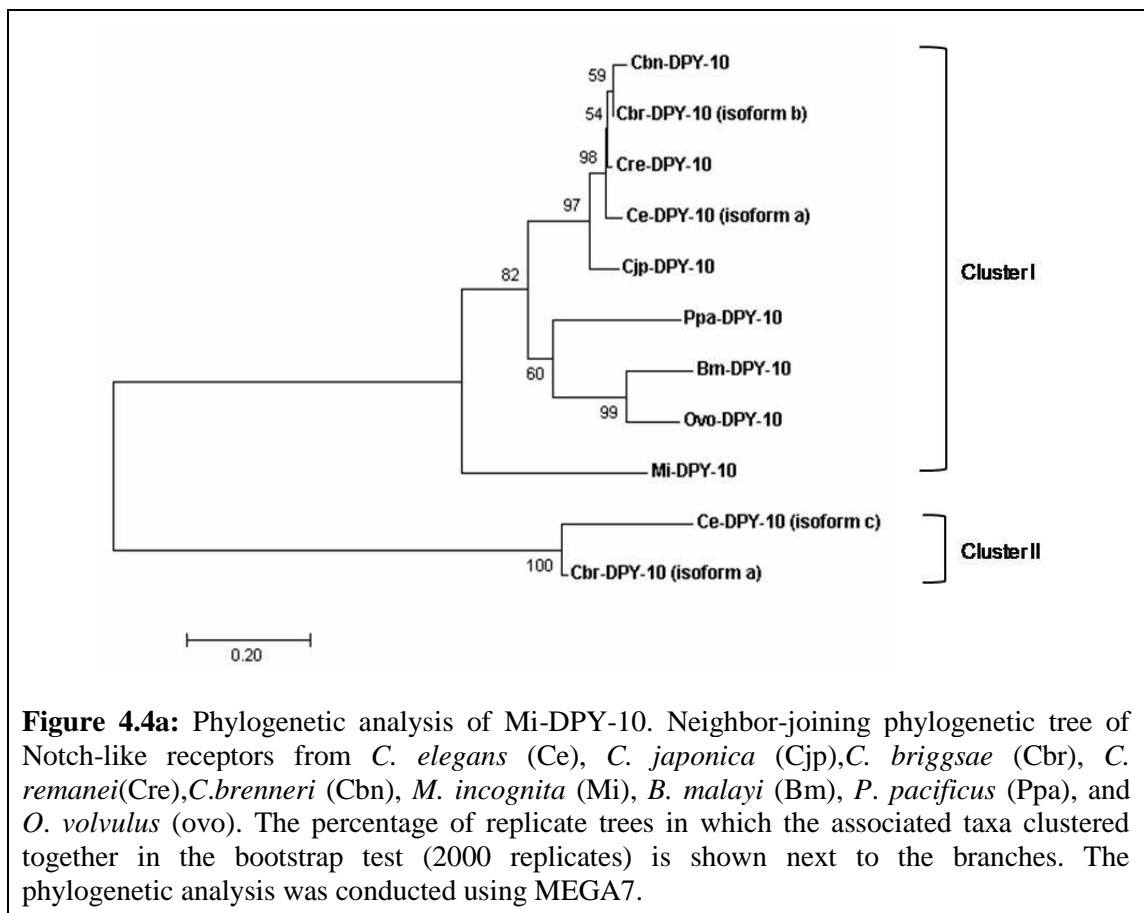 Cbn-DPY-10
59
54
Cbr-DPY-10 (isoform b)
98
Cre-DPY-10
97
Ce-DPY-10 (isoform a)
82
Cjp-DPY-10
Cluster I
Ppa-DPY-10
60
Bm-DPY-10
99
Ovo-DPY-10
Mi-DPY-10
Ce-DPY-10 (isoform c)
Cluster II
100
Cbr-DPY-10 (isoform a)
0.20
Figure 4.4a: Phylogenetic analysis of Mi-DPY-10. Neighbor-joining phylogenetic tree of
Notch-like receptors from C. elegans (Ce), C. japonica (Cjp),C. briggsae (Cbr), C.
remanei(Cre),C.brenneri (Cbn), M. incognita (Mi), B. malayi (Bm), P. pacificus (Ppa), and
O. volvulus (ovo). The percentage of replicate trees in which the associated taxa clustered
together in the bootstrap test (2000 replicates) is shown next to the branches. The
phylogenetic analysis was conducted using MEGA7.